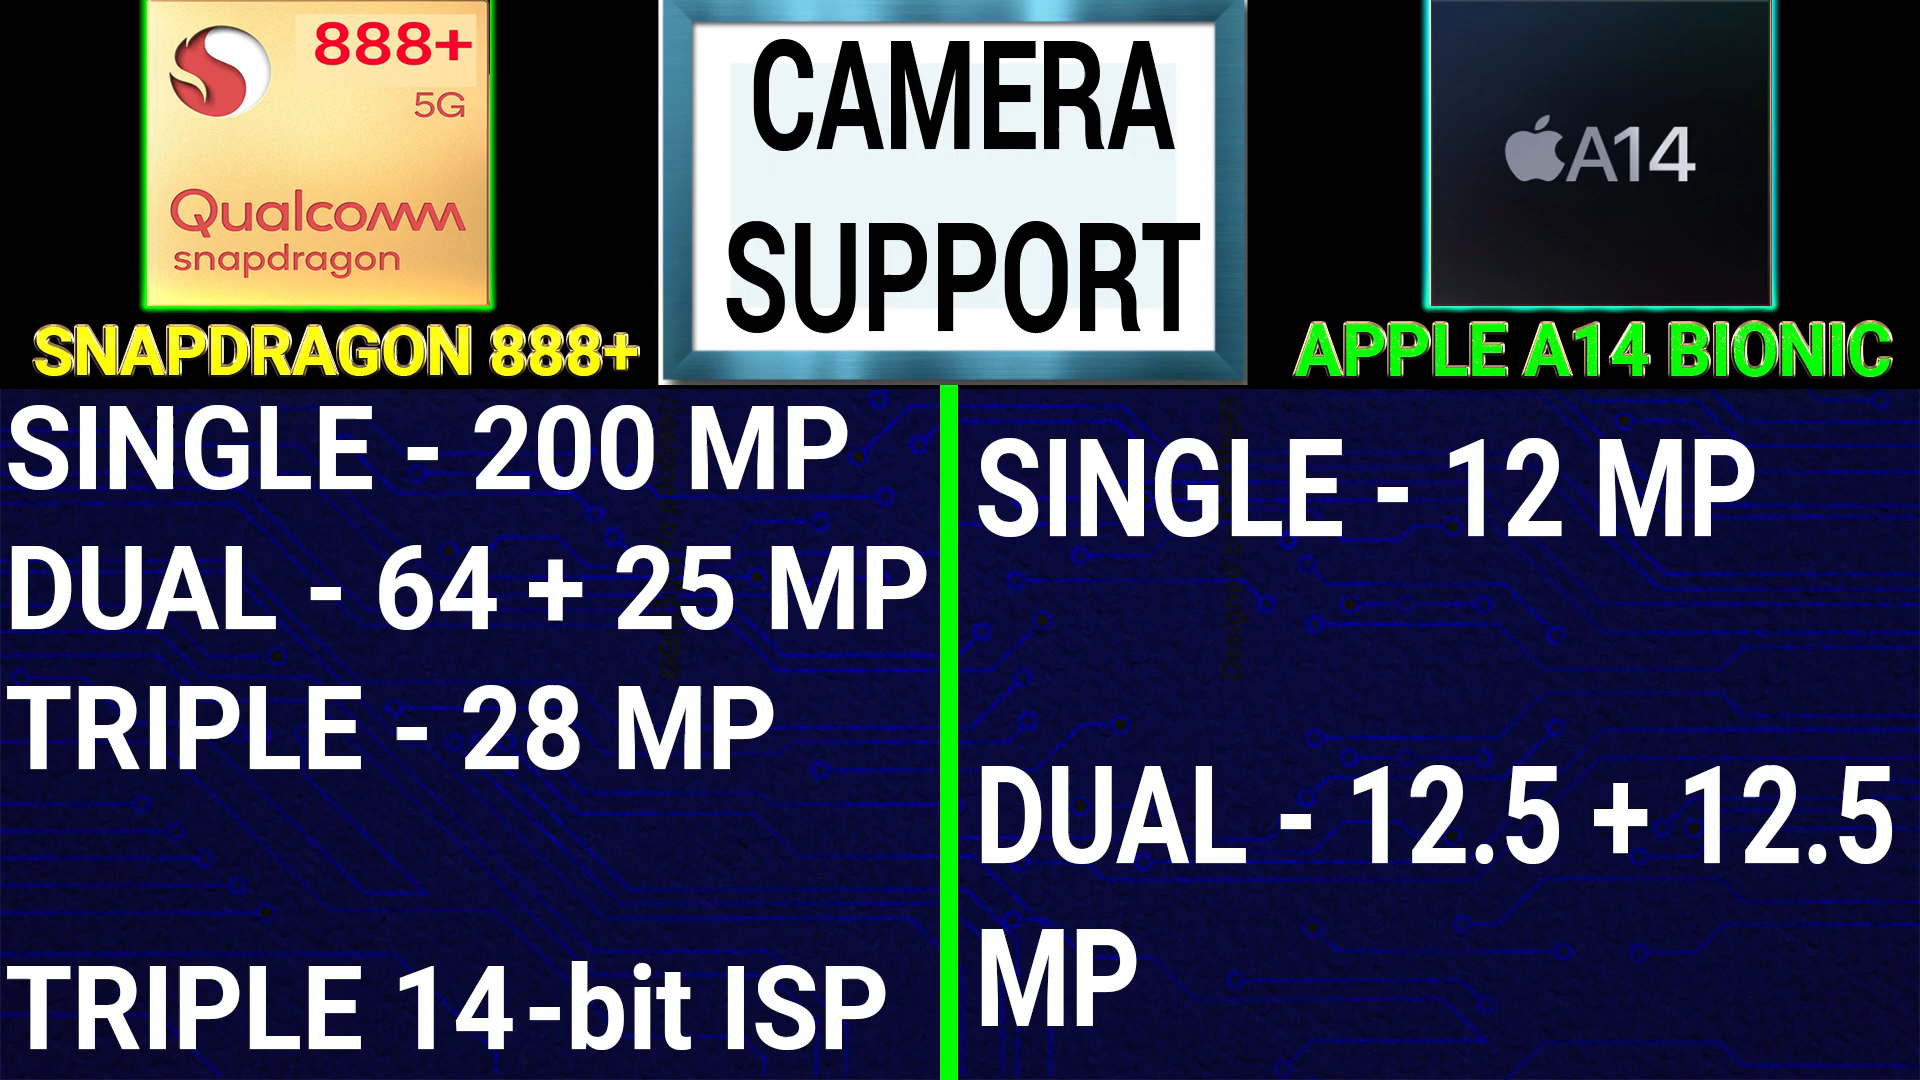 888+
5G
Qualcomm
snapdragon
SNAPDRAGON 888+
CAMERA
SUPPORT
A14
APPLE A14 BIONIC
SINGLE - 200 MP
DUAL - 64 + 25 MP
TRIPLE - 28 MP
TRIPLE 14-bit ISP
SINGLE - 12 MP
DUAL - 12.5 + 12.5
MP